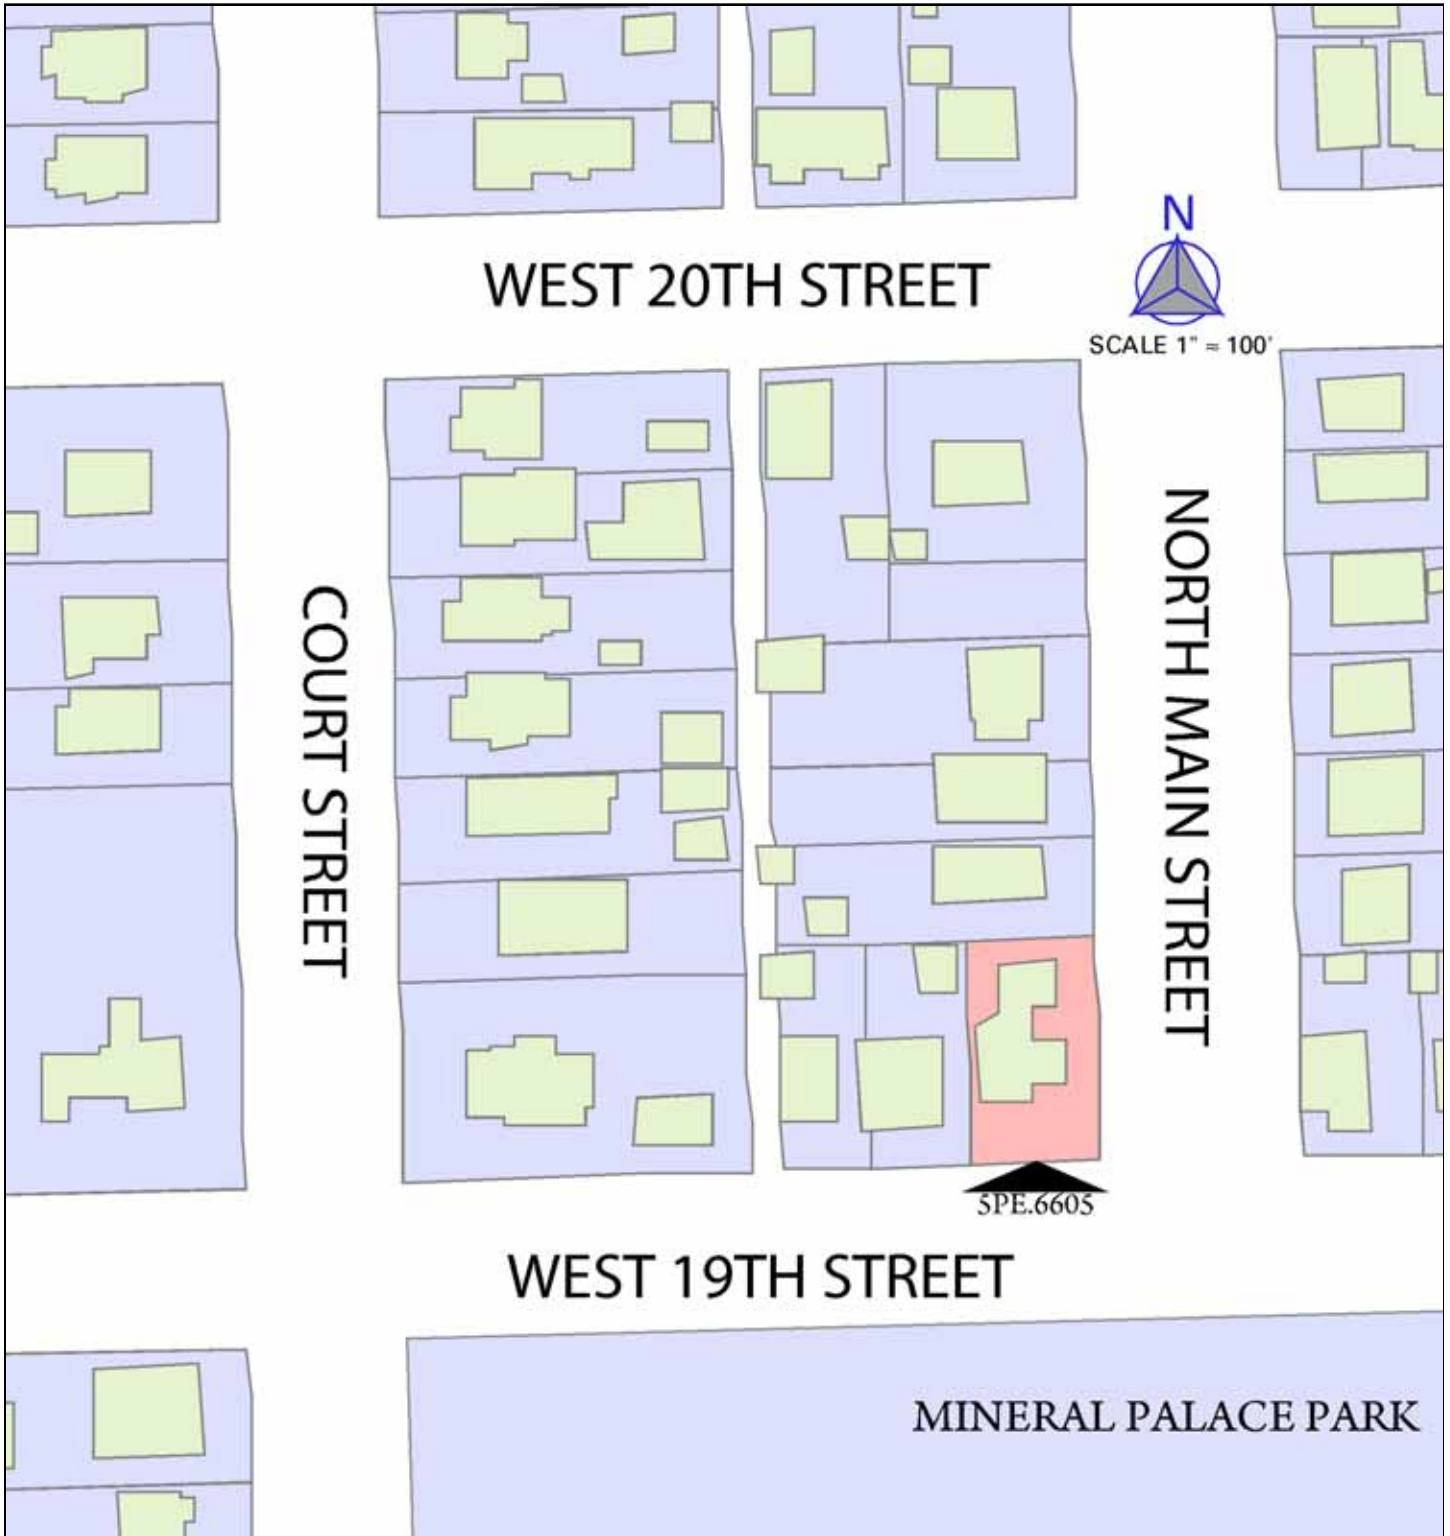 WEST 20TH STREET
N
SCALE 1" ≈ 100'
COURT STREET
NORTH MAIN STREET
5PE.6605
WEST 19TH STREET
MINERAL PALACE PARK